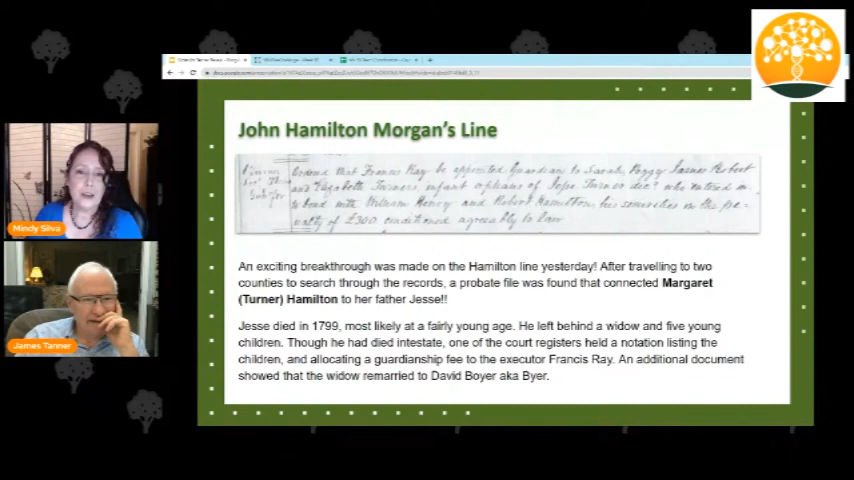 John Hamilton Morgan's Line
Ordered that Francis Ray be appointed Guardian to Sarah, Peggy James Robert
and Elizabeth Turners, infant orphans of Jesse Turner decd who entered in
bond with William Henry and Robert Hamilton, his securities in the pe=
nalty of £300 conditioned agreeably to law
An exciting breakthrough was made on the Hamilton line yesterday! After travelling to two
counties to search through the records, a probate file was found that connected Margaret
(Turner) Hamilton to her father Jesse!!
Jesse died in 1799, most likely at a fairly young age. He left behind a widow and five young
children. Though he had died intestate, one of the court registers held a notation listing the
children, and allocating a guardianship fee to the executor Francis Ray. An additional document
showed that the widow remarried to David Boyer aka Byer.
Mindy Silva
James Tanner